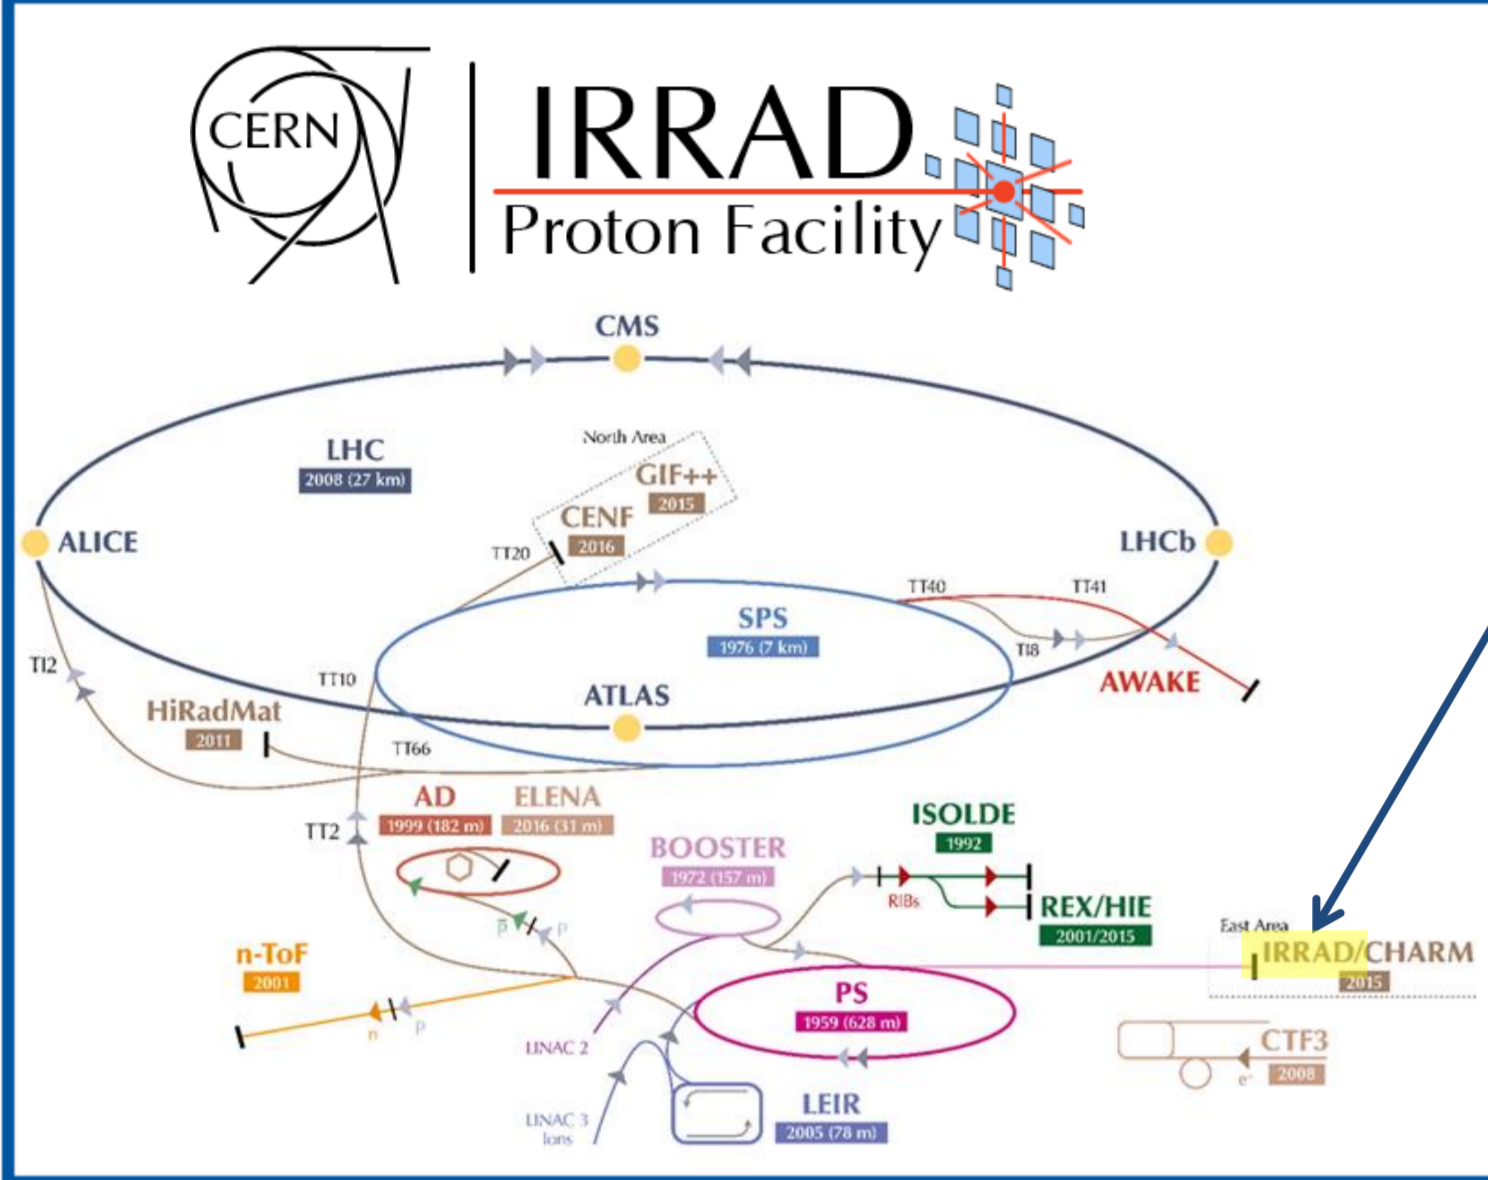 CERN
IRRAD
Proton Facility
CMS
LHC
2008 (27 km)
North Area
GIF++
2015
CENF
2016
TT20
ALICE
LHCb
TT40
TT41
SPS
1976 (7 km)
TI8
TI2
TT10
AWAKE
ATLAS
HiRadMat
2011
TT66
AD
1999 (182 m)
ELENA
2016 (31 m)
TT2
BOOSTER
1972 (157 m)
ISOLDE
1992
RIBs
REX/HIE
2001/2015
East Area
IRRAD/CHARM
2015
p̅
p
n-ToF
2001
n
p
PS
1959 (628 m)
LINAC 2
CTF3
2008
e⁻
LEIR
2005 (78 m)
LINAC 3
Ions